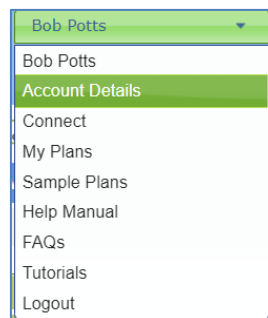 Bob Potts
Bob Potts
Account Details
Connect
My Plans
Sample Plans
Help Manual
FAQs
Tutorials
Logout